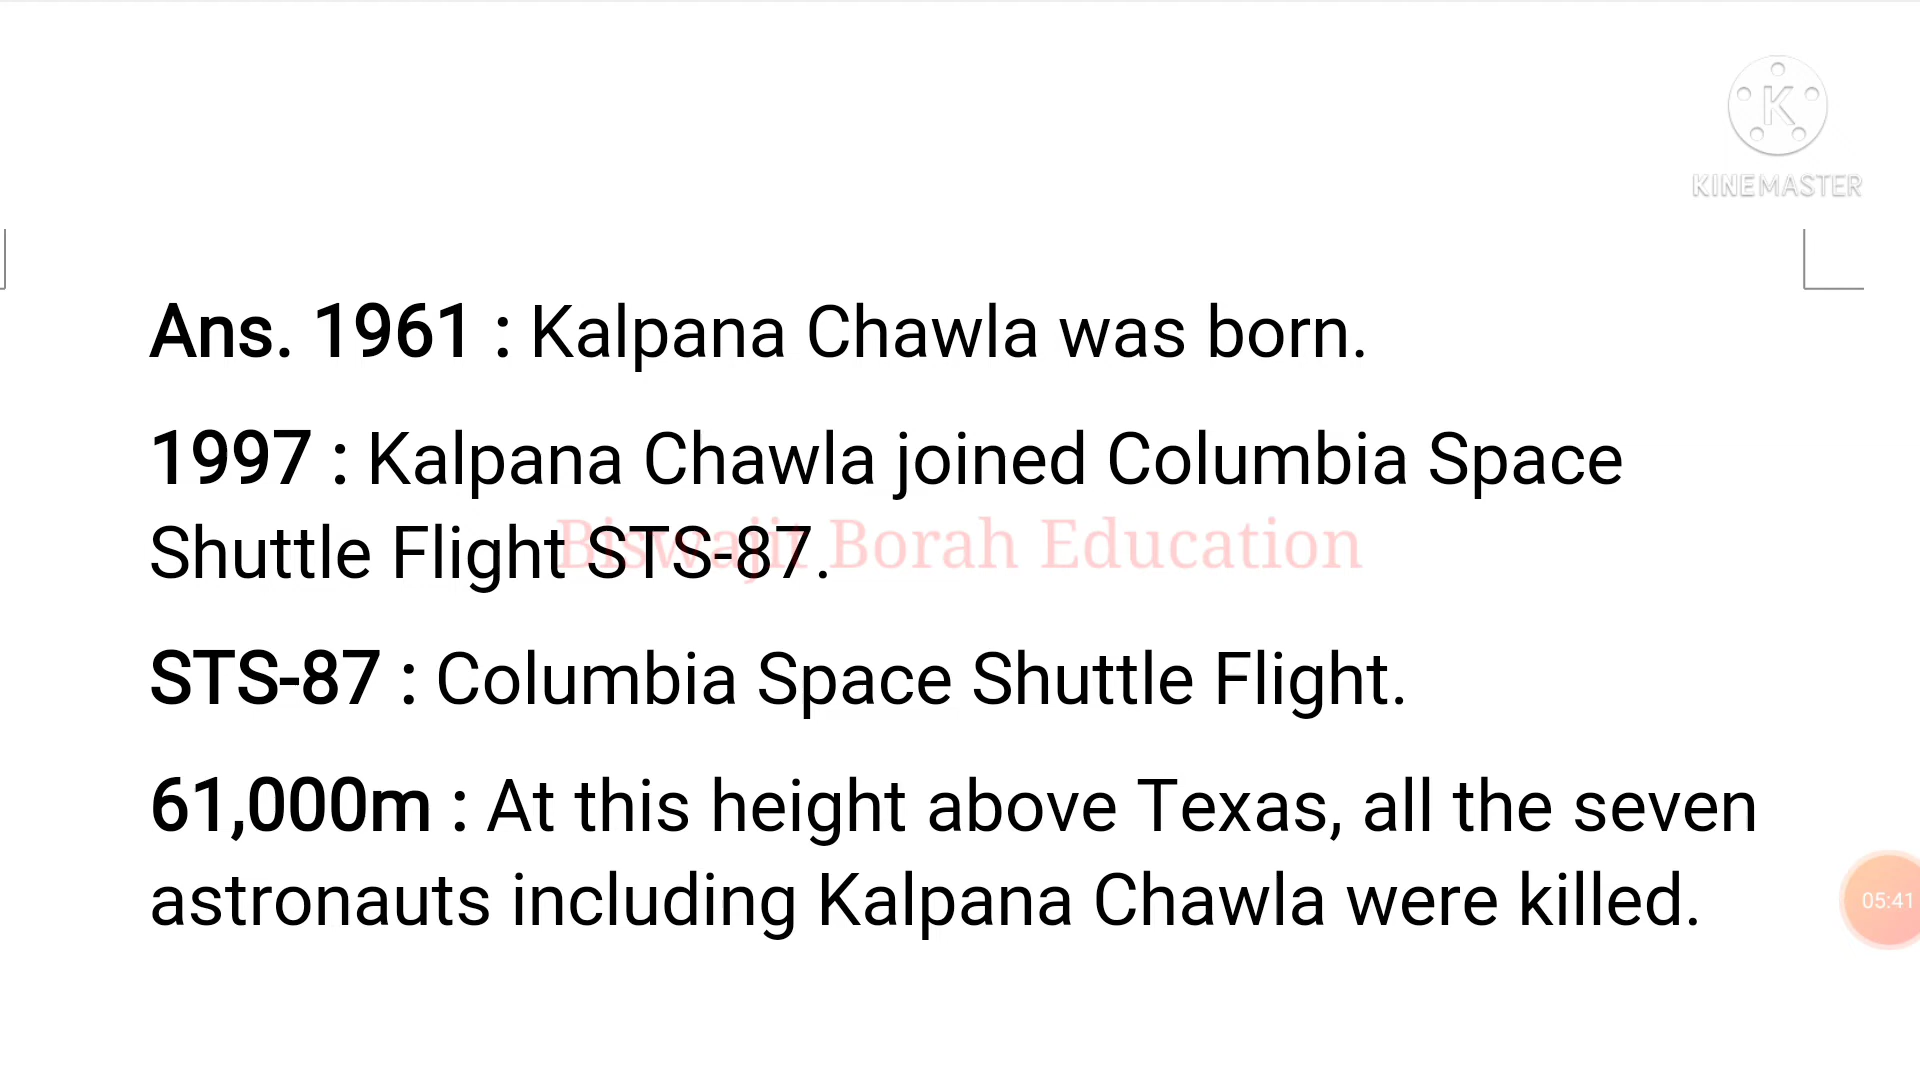 K
KINEMASTER
Ans. 1961 : Kalpana Chawla was born.
1997 : Kalpana Chawla joined Columbia Space
Shuttle Flight STS-87.
Biswajit Borah Education
STS-87 : Columbia Space Shuttle Flight.
61,000m : At this height above Texas, all the seven
astronauts including Kalpana Chawla were killed.
05:41